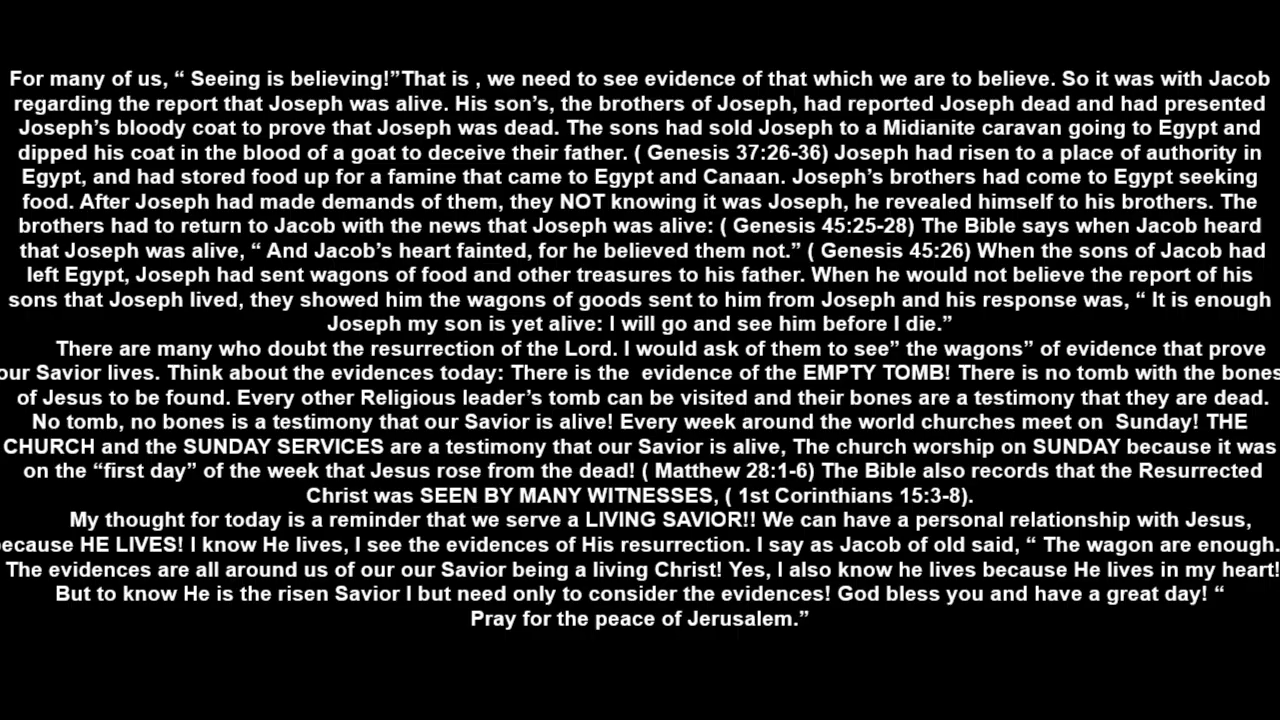 For many of us, “ Seeing is believing!”That is , we need to see evidence of that which we are to believe. So it was with Jacob
regarding the report that Joseph was alive. His son’s, the brothers of Joseph, had reported Joseph dead and had presented
Joseph’s bloody coat to prove that Joseph was dead. The sons had sold Joseph to a Midianite caravan going to Egypt and
dipped his coat in the blood of a goat to deceive their father. ( Genesis 37:26-36) Joseph had risen to a place of authority in
Egypt, and had stored food up for a famine that came to Egypt and Canaan. Joseph’s brothers had come to Egypt seeking
food. After Joseph had made demands of them, they NOT knowing it was Joseph, he revealed himself to his brothers. The
brothers had to return to Jacob with the news that Joseph was alive: ( Genesis 45:25-28) The Bible says when Jacob heard
that Joseph was alive, “ And Jacob’s heart fainted, for he believed them not.” ( Genesis 45:26) When the sons of Jacob had
left Egypt, Joseph had sent wagons of food and other treasures to his father. When he would not believe the report of his
sons that Joseph lived, they showed him the wagons of goods sent to him from Joseph and his response was, “ It is enough
Joseph my son is yet alive: I will go and see him before I die.”
There are many who doubt the resurrection of the Lord. I would ask of them to see” the wagons” of evidence that prove
our Savior lives. Think about the evidences today: There is the  evidence of the EMPTY TOMB! There is no tomb with the bones
of Jesus to be found. Every other Religious leader’s tomb can be visited and their bones are a testimony that they are dead.
No tomb, no bones is a testimony that our Savior is alive! Every week around the world churches meet on  Sunday! THE
CHURCH and the SUNDAY SERVICES are a testimony that our Savior is alive, The church worship on SUNDAY because it was
on the “first day” of the week that Jesus rose from the dead! ( Matthew 28:1-6) The Bible also records that the Resurrected
Christ was SEEN BY MANY WITNESSES, ( 1st Corinthians 15:3-8).
My thought for today is a reminder that we serve a LIVING SAVIOR!! We can have a personal relationship with Jesus,
because HE LIVES! I know He lives, I see the evidences of His resurrection. I say as Jacob of old said, “ The wagon are enough.
The evidences are all around us of our our Savior being a living Christ! Yes, I also know he lives because He lives in my heart!
But to know He is the risen Savior I but need only to consider the evidences! God bless you and have a great day! “
Pray for the peace of Jerusalem.”